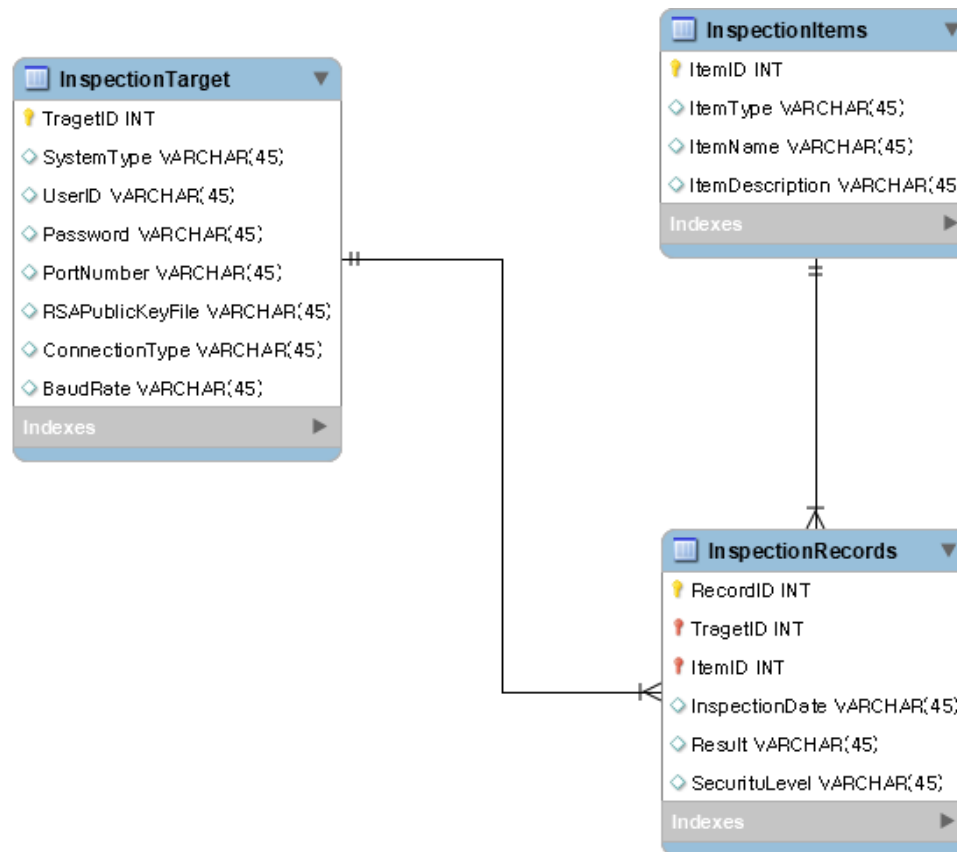 InspectionTarget
TragetID INT
SystemType VARCHAR(45)
UserID VARCHAR(45)
Password VARCHAR(45)
PortNumber VARCHAR(45)
RSAPublicKeyFile VARCHAR(45)
ConnectionType VARCHAR(45)
BaudRate VARCHAR(45)
Indexes
InspectionItems
ItemID INT
ItemType VARCHAR(45)
ItemName VARCHAR(45)
ItemDescription VARCHAR(45
Indexes
InspectionRecords
RecordID INT
TragetID INT
ItemID INT
InspectionDate VARCHAR(45)
Result VARCHAR(45)
SecurituLevel VARCHAR(45)
Indexes